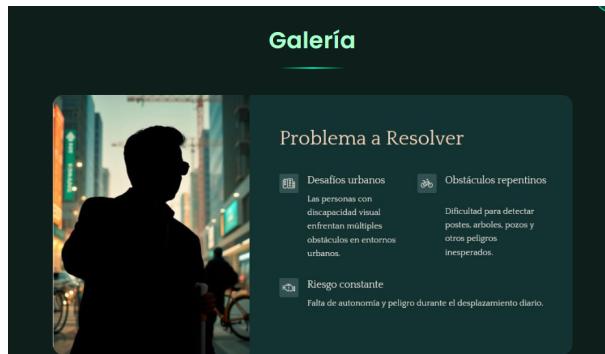 Galería
Problema a Resolver
Desafíos urbanos
Las personas con
discapacidad visual
enfrentan múltiples
obstáculos en entornos
urbanos.
Obstáculos repentinos
Dificultad para detectar
postes, arboles, pozos y
otros peligros
inesperados.
Riesgo constante
Falta de autonomía y peligro durante el desplazamiento diario.